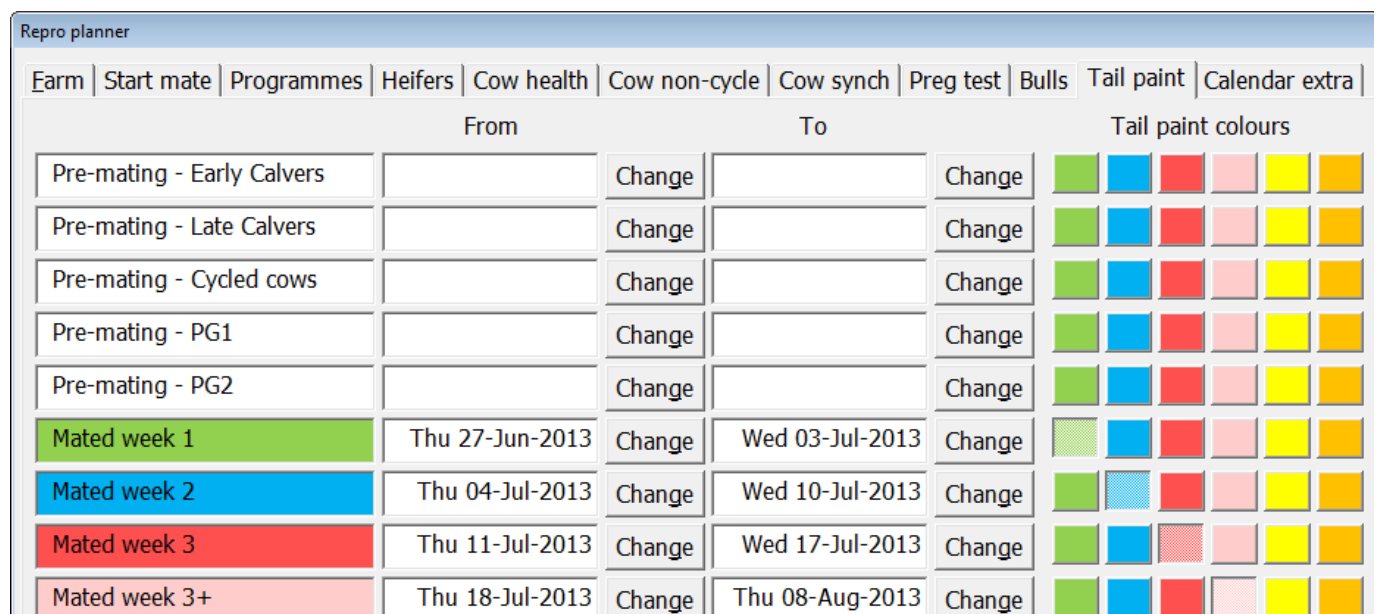 Repro planner
Farm Start mate Programmes Heifers Cow health Cow non-cycle Cow synch Preg test Bulls Tail paint Calendar extra
From To Tail paint colours
Pre-mating - Early Calvers Change Change
Pre-mating - Late Calvers Change Change
Pre-mating - Cycled cows Change Change
Pre-mating - PG1 Change Change
Pre-mating - PG2 Change Change
Mated week 1 Thu 27-Jun-2013 Change Wed 03-Jul-2013 Change
Mated week 2 Thu 04-Jul-2013 Change Wed 10-Jul-2013 Change
Mated week 3 Thu 11-Jul-2013 Change Wed 17-Jul-2013 Change
Mated week 3+ Thu 18-Jul-2013 Change Thu 08-Aug-2013 Change